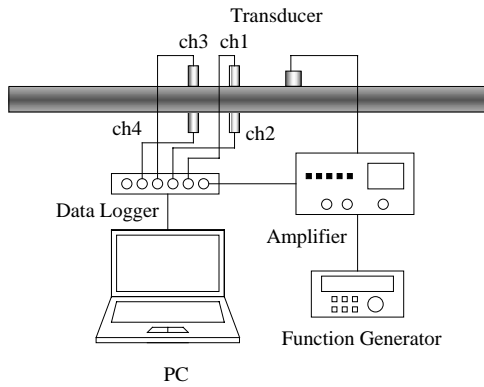 Transducer
ch3 ch1
ch4
ch2
Data Logger
Amplifier
Function Generator
PC